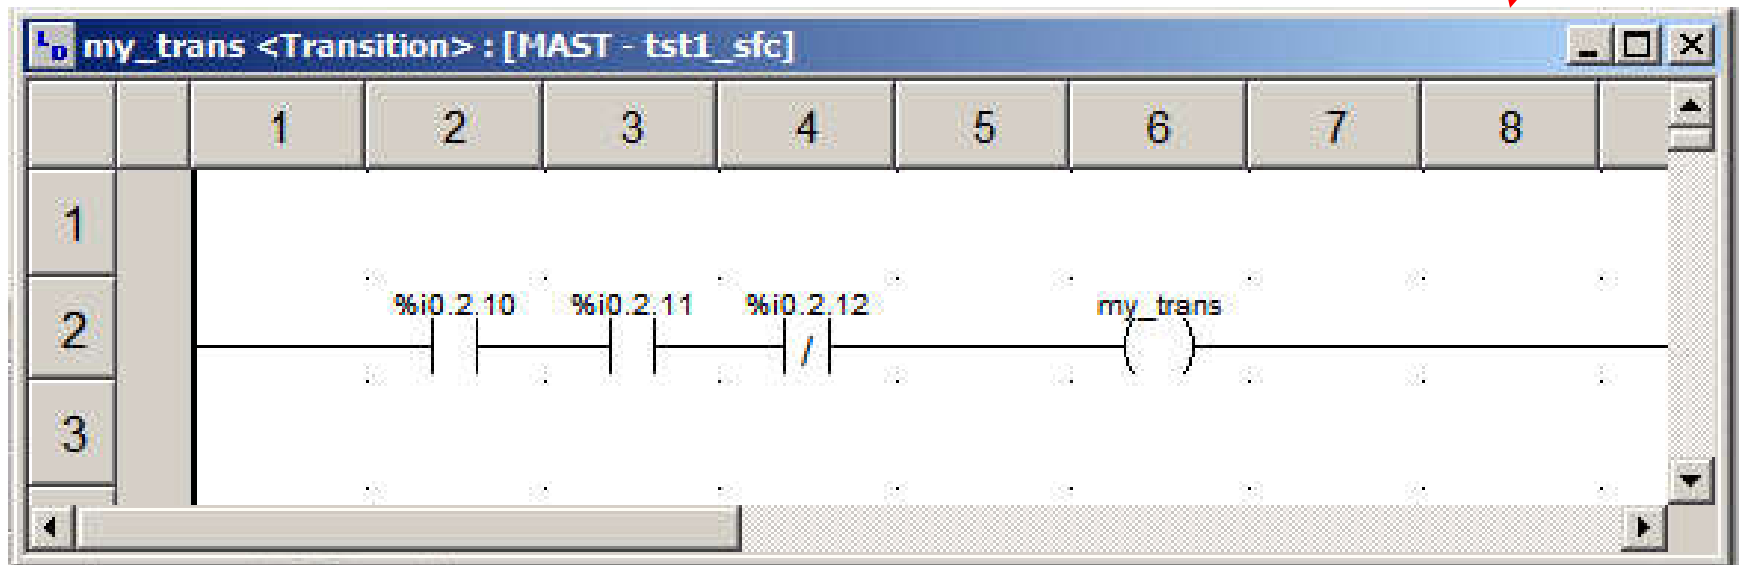 LD my_trans <Transition> : [MAST - tst1_sfc]
1 2 3 4 5 6 7 8
1
%i0.2.10 %i0.2.11 %i0.2.12 my_trans
2 /
3